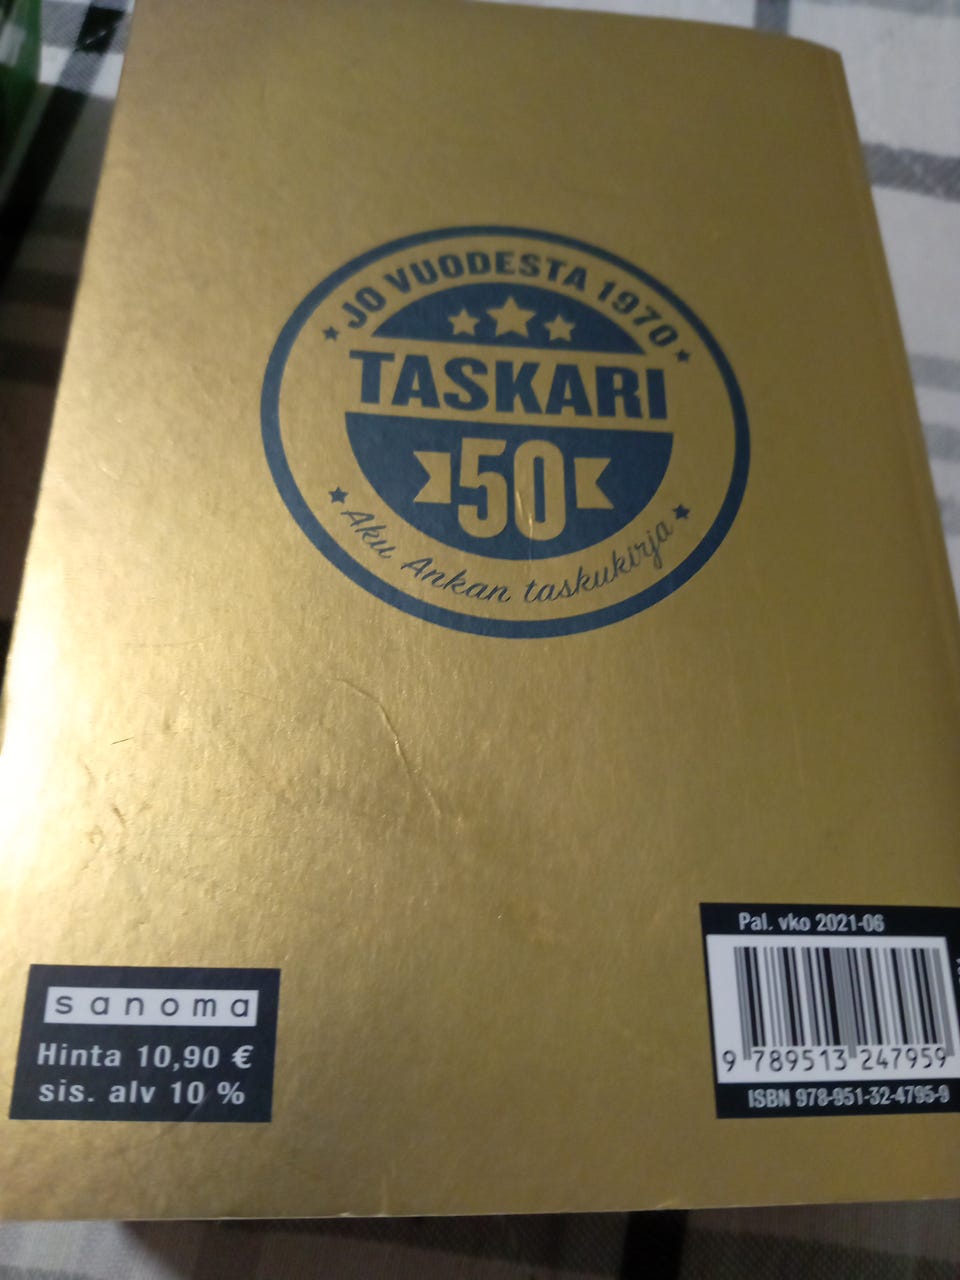 JO VUODESTA 1970
TASKARI
50
Aku Ankan taskukirja
Pal. vko 2021-06
9 789513 247959
ISBN 978-951-32-4795-9
sanoma
Hinta 10,90 €
sis. alv 10 %